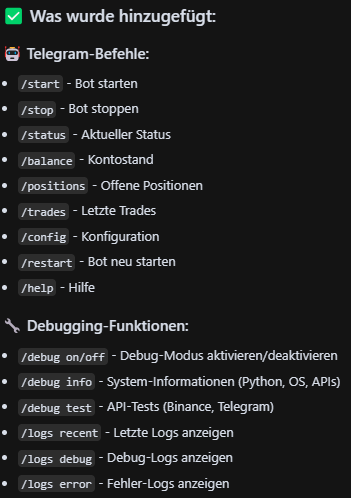 ✅ Was wurde hinzugefügt:
🤖 Telegram-Befehle:
• /start - Bot starten
• /stop - Bot stoppen
• /status - Aktueller Status
• /balance - Kontostand
• /positions - Offene Positionen
• /trades - Letzte Trades
• /config - Konfiguration
• /restart - Bot neu starten
• /help - Hilfe
🔧 Debugging-Funktionen:
• /debug on/off - Debug-Modus aktivieren/deaktivieren
• /debug info - System-Informationen (Python, OS, APIs)
• /debug test - API-Tests (Binance, Telegram)
• /logs recent - Letzte Logs anzeigen
• /logs debug - Debug-Logs anzeigen
• /logs error - Fehler-Logs anzeigen